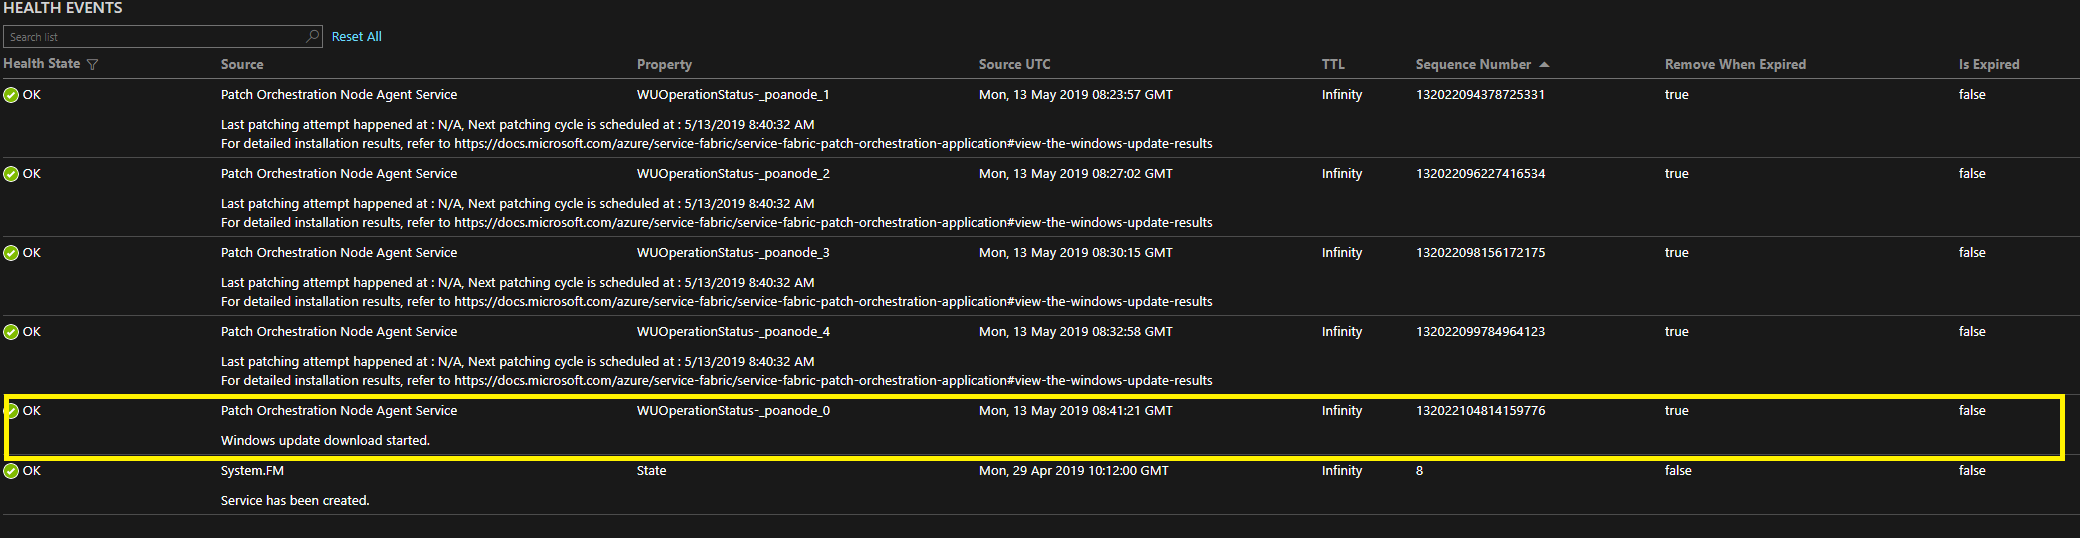 HEALTH EVENTS
Search list Reset All
Health State Source Property Source UTC TTL Sequence Number Remove When Expired Is Expired
OK Patch Orchestration Node Agent Service WUOperationStatus-_poanode_1 Mon, 13 May 2019 08:23:57 GMT Infinity 132022094378725331 true false
Last patching attempt happened at : N/A, Next patching cycle is scheduled at : 5/13/2019 8:40:32 AM
For detailed installation results, refer to https://docs.microsoft.com/azure/service-fabric/service-fabric-patch-orchestration-application#view-the-windows-update-results
OK Patch Orchestration Node Agent Service WUOperationStatus-_poanode_2 Mon, 13 May 2019 08:27:02 GMT Infinity 132022096227416534 true false
Last patching attempt happened at : N/A, Next patching cycle is scheduled at : 5/13/2019 8:40:32 AM
For detailed installation results, refer to https://docs.microsoft.com/azure/service-fabric/service-fabric-patch-orchestration-application#view-the-windows-update-results
OK Patch Orchestration Node Agent Service WUOperationStatus-_poanode_3 Mon, 13 May 2019 08:30:15 GMT Infinity 132022098156172175 true false
Last patching attempt happened at : N/A, Next patching cycle is scheduled at : 5/13/2019 8:40:32 AM
For detailed installation results, refer to https://docs.microsoft.com/azure/service-fabric/service-fabric-patch-orchestration-application#view-the-windows-update-results
OK Patch Orchestration Node Agent Service WUOperationStatus-_poanode_4 Mon, 13 May 2019 08:32:58 GMT Infinity 132022099784964123 true false
Last patching attempt happened at : N/A, Next patching cycle is scheduled at : 5/13/2019 8:40:32 AM
For detailed installation results, refer to https://docs.microsoft.com/azure/service-fabric/service-fabric-patch-orchestration-application#view-the-windows-update-results
OK Patch Orchestration Node Agent Service WUOperationStatus-_poanode_0 Mon, 13 May 2019 08:41:21 GMT Infinity 132022104814159776 true false
Windows update download started.
OK System.FM State Mon, 29 Apr 2019 10:12:00 GMT Infinity 8 false false
Service has been created.